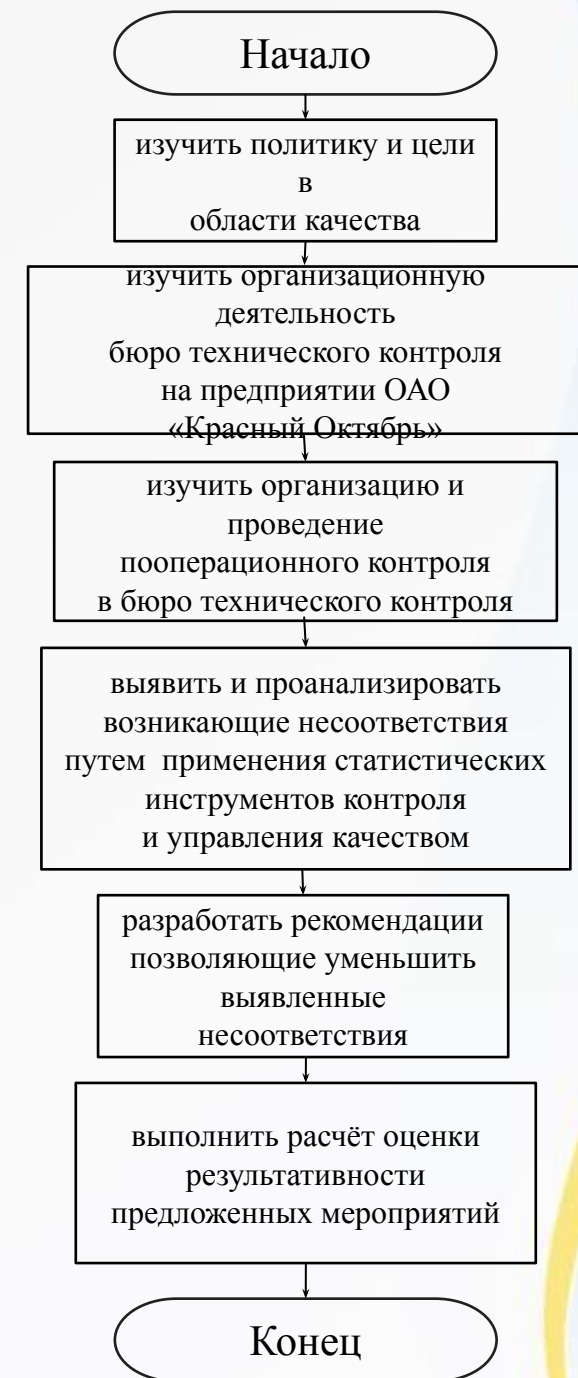 Начало
изучить политику и цели
в
области качества
изучить организационную
деятельность
бюро технического контроля
на предприятии ОАО
«Красный Октябрь»
изучить организацию и
проведение
пооперационного контроля
в бюро технического контроля
выявить и проанализировать
возникающие несоответствия
путем применения статистических
инструментов контроля
и управления качеством
разработать рекомендации
позволяющие уменьшить
выявленные
несоответствия
выполнить расчёт оценки
результативности
предложенных мероприятий
Конец